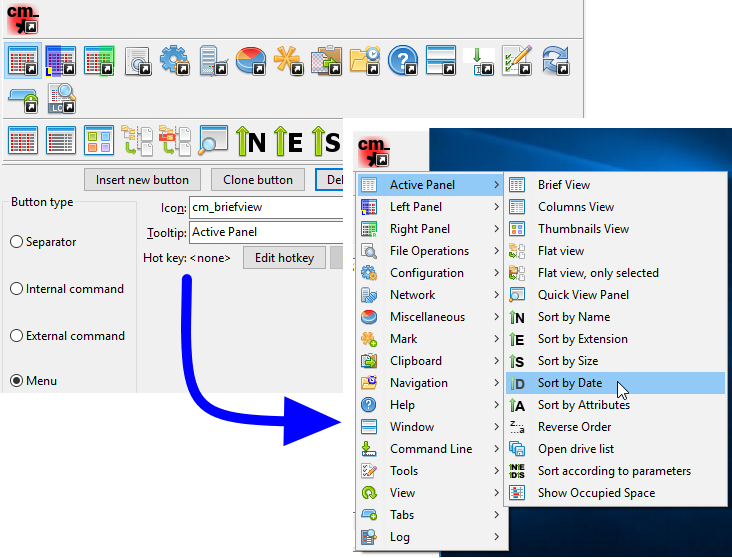 cm_
L
R
LOG
N E S
Insert new button Clone button Del
Button type
Icon: cm_briefview
Tooltip: Active Panel
Hot key: <none> Edit hotkey
Separator
Internal command
External command
Menu
cm_
Active Panel
Left Panel
Right Panel
File Operations
Configuration
Network
Miscellaneous
Mark
Clipboard
Navigation
Help
Window
Command Line
Tools
View
Tabs
Log
Brief View
Columns View
Thumbnails View
Flat view
Flat view, only selected
Quick View Panel
N Sort by Name
E Sort by Extension
S Sort by Size
D Sort by Date
A Sort by Attributes
z... ...a Reverse Order
Open drive list
NE DS Sort according to parameters
Show Occupied Space